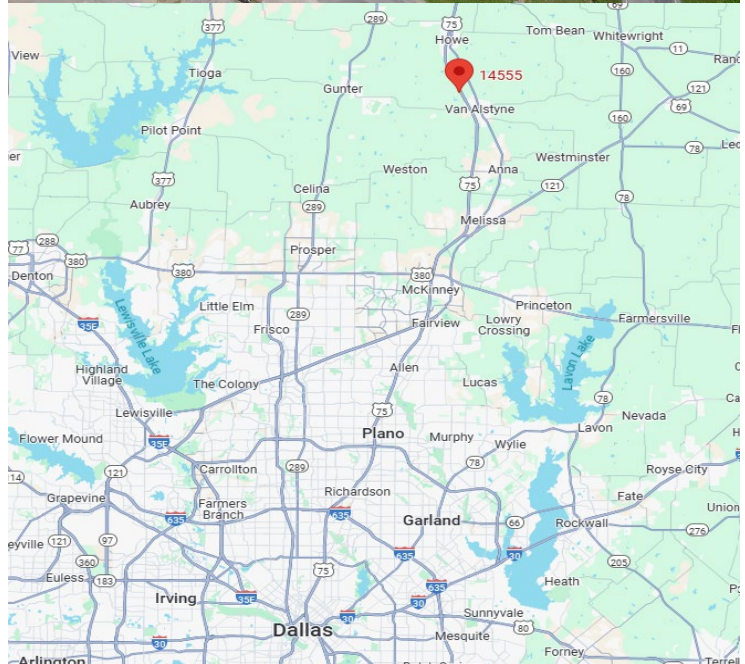 69
289
75
Tom Bean
Whitewright
377
Howe
View
11
Tioga
160
14555
Gunter
121
Van Alstyne
69
160
Pilot Point
78
Westminster
Weston
Anna
377
75
121
Celina
78
289
Aubrey
Melissa
288
Prosper
77
380
380
380
Denton
McKinney
Little Elm
Princeton
289
Lowry
Crossing
Farmersville
35E
Lewisville Lake
Frisco
Fairview
Lavon Lake
Highland
Village
Allen
The Colony
Lucas
78
Lewisville
75
Nevada
Plano
Lavon
Flower Mound
35E
Murphy
Wylie
121
Carrollton
289
78
Royse City
14
Richardson
Fate
Grapevine
Farmers
Branch
635
635
Garland
66
Rockwall
276
121
97
635
30
eyville
360
205
Euless
183
75
635
Heath
Irving
35E
30
30
Sunnyvale
Dallas
80
30
Mesquite
Forney
Arlington